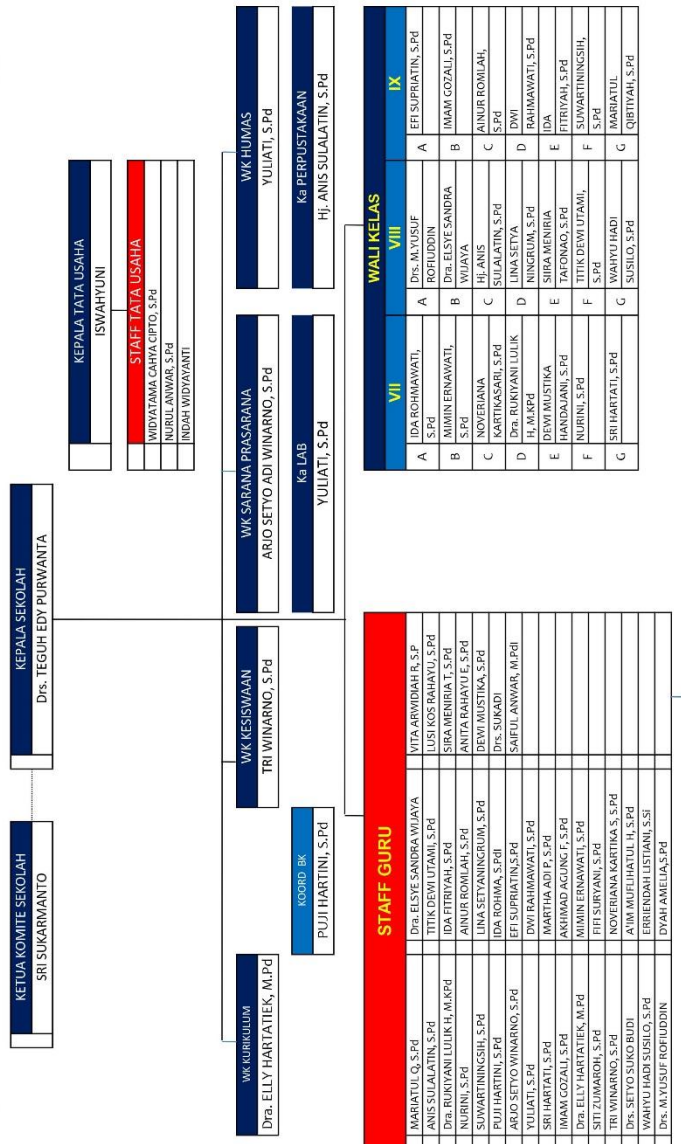 KETUA KOMITE SEKOLAH
SRI SUKARMANTO
KEPALA SEKOLAH
Drs. TEGUH EDY PURWANTA
KEPALA TATA USAHA
ISWAHYUNI
STAFF TATA USAHA
WIDYATAMA CAHYA CIPTO, S.Pd
NURUL ANWAR, S.Pd
INDAH WIDYAYANTI
WK KURIKULUM
Dra. ELLY HARTATIEK, M.Pd
WK KESISWAAN
TRI WINARNO, S.Pd
WK SARANA PRASARANA
ARJO SETYO ADI WINARNO, S.Pd
WK HUMAS
YULIATI, S.Pd
KOORD BK
PUJI HARTINI, S.Pd
Ka LAB
YULIATI, S.Pd
Ka PERPUSTAKAAN
Hj. ANIS SULALATIN, S.Pd
STAFF GURU
MARIATUL Q, S.Pd
ANIS SULALATIN, S.Pd
Dra. RUKIYANI LULIK H, M.KPd
NURINI, S.Pd
SUWARTININGSIH, S.Pd
PUJI HARTINI, S.Pd
ARJO SETYO WINARNO, S.Pd
YULIATI, S.Pd
SRI HARTATI, S.Pd
IMAM GOZALI, S.Pd
Dra. ELLY HARTATIEK, M.Pd
SITI ZUMAROH, S.Pd
TRI WINARNO, S.Pd
Drs. SETYO SUKO BUDI
WAHYU HADI SUSILO, S.Pd
Drs. M.YUSUF ROFIUDDIN
Dra. ELSYE SANDRA WIJAYA
TITIK DEWI UTAMI, S.Pd
IDA FITRIYAH, S.Pd
AINUR ROMLAH, S.Pd
LINA SETYANINGRUM, S.Pd
IDA ROHMA, S.PdI
EFI SUPRIATIN,S.Pd
DWI RAHMAWATI, S.Pd
MARTHA ADI P, S.Pd
AKHMAD AGUNG F, S.Pd
MIMIN ERNAWATI, S.Pd
FIFI SURYANI, S.Pd
NOVERIANA KARTIKA S, S.Pd
A'IM MUFLIHATUL H, S.Pd
ERRIENDAH LISTIANI, S.Si
DYAH AMELIA,S.Pd
VITA ARWIDIAH R, S.P
LUSI KOS RAHAYU, S.Pd
SIRA MENIRIA T, S.Pd
ANITA RAHAYU E, S.Pd
DEWI MUSTIKA, S.Pd
Drs. SUKADI
SAIFUL ANWAR, M.PdI
WALI KELAS
VII
VIII
IX
A IDA ROHMAWATI, S.Pd
A Drs. M.YUSUF ROFIUDDIN
A EFI SUPRIATIN, S.Pd
B MIMIN ERNAWATI, S.Pd
B Dra. ELSYE SANDRA WIJAYA
B IMAM GOZALI, S.Pd
C NOVERIANA KARTIKASARI, S.Pd
C Hj. ANIS SULALATIN, S.Pd
C AINUR ROMLAH, S.Pd
D Dra. RUKIYANI LULIK H, M.KPd
D LINA SETYA NINGRUM, S.Pd
D DWI RAHMAWATI, S.Pd
E DEWI MUSTIKA HANDAJANI, S.Pd
E SIIRA MENIRIA TAFONAO, S.Pd
E IDA FITRIYAH, S.Pd
F NURINI, S.Pd
F TITIK DEWI UTAMI, S.Pd
F SUWARTININGSIH, S.Pd
G SRI HARTATI, S.Pd
G WAHYU HADI SUSILO, S.Pd
G MARIATUL QIBTIYAH, S.Pd